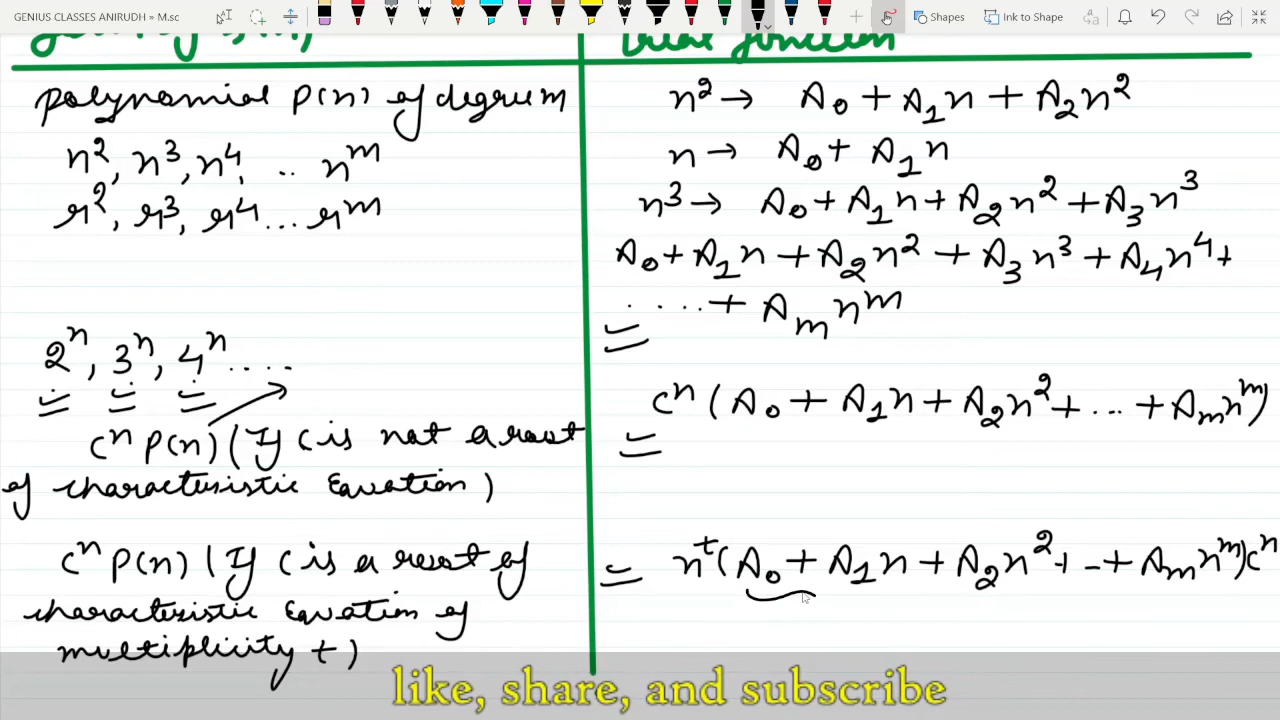 GENIUS CLASSES ANIRUDH » M.sc
Shapes
Ink to Shape
trial function
polynomial P(n) of degree m
n², n³, n⁴, .. nᵐ
r², r³, r⁴ ... rᵐ
2ⁿ, 3ⁿ, 4ⁿ ....
cⁿ P(n) (If c is not a root
of characteristic Equation)
cⁿ P(n) (If c is a root of
characteristic Equation of
multiplicity t)
n² → A₀ + A₁n + A₂n²
n → A₀ + A₁n
n³ → A₀ + A₁n + A₂n² + A₃n³
A₀ + A₁n + A₂n² + A₃n³ + A₄n⁴ +
..... + Aₘnᵐ
cⁿ (A₀ + A₁n + A₂n² + ... + Aₘnᵐ)
nᵗ(A₀ + A₁n + A₂n² + -- + Aₘnᵐ)cⁿ
like, share, and subscribe